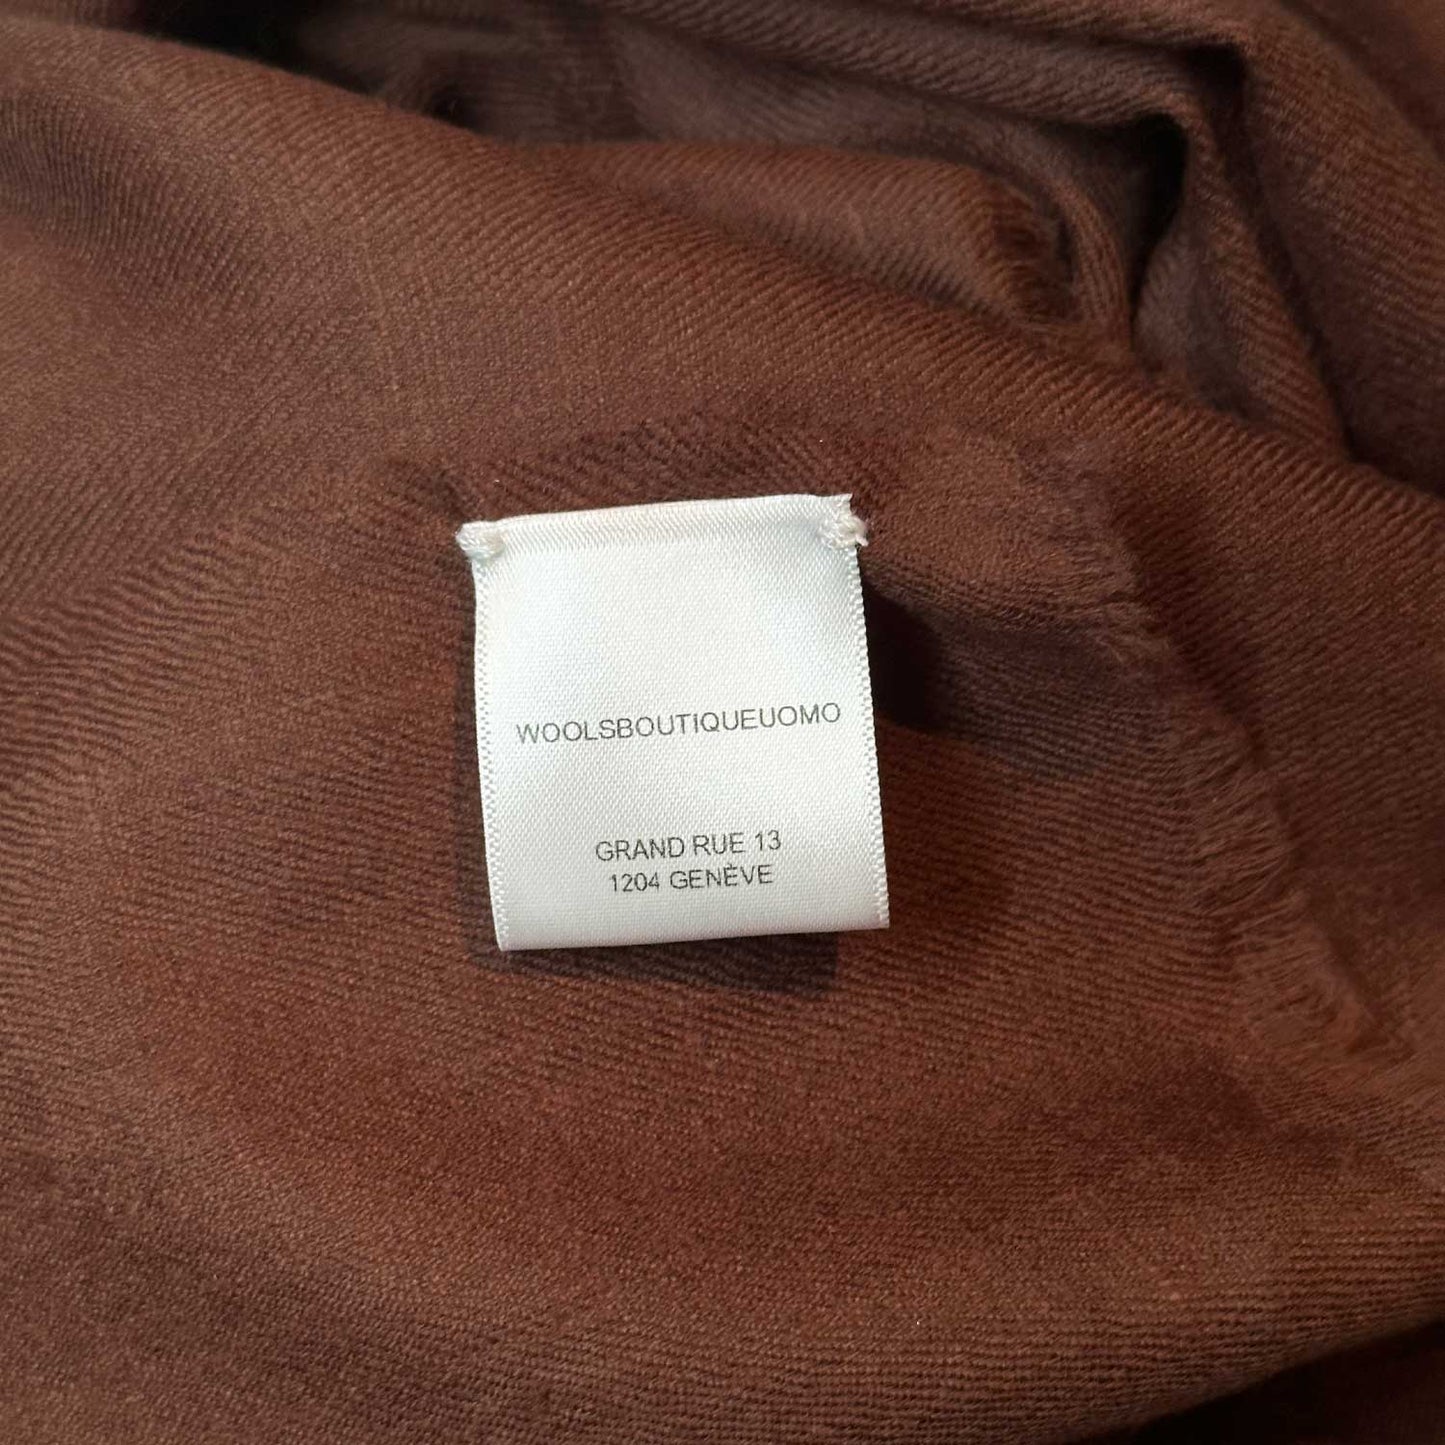 WOOLSBOUTIQUEUOMO
GRAND RUE 13
1204 GENÈVE